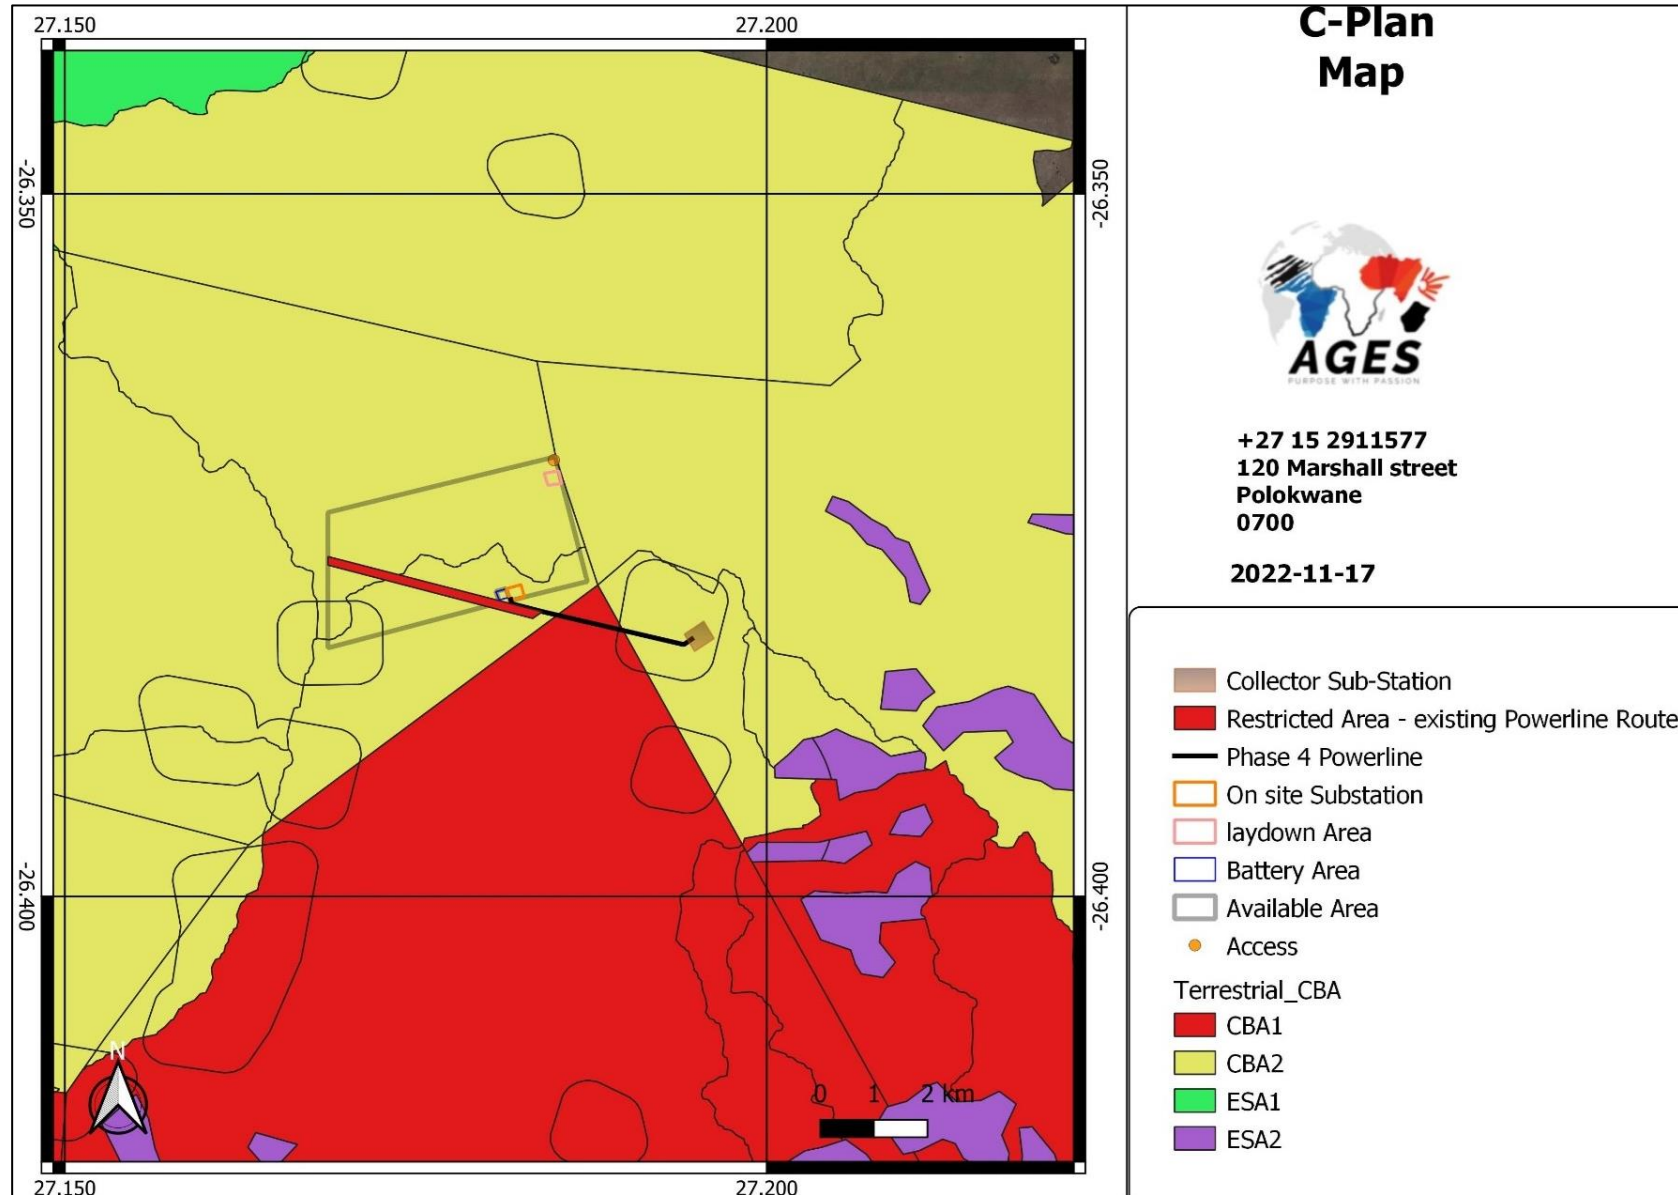 27.150
27.200
C-Plan
Map
-26.350
-26.350
AGES
PURPOSE WITH PASSION
+27 15 2911577
120 Marshall street
Polokwane
0700
2022-11-17
Collector Sub-Station
Restricted Area - existing Powerline Route
Phase 4 Powerline
On site Substation
laydown Area
Battery Area
Available Area
Access
Terrestrial_CBA
CBA1
CBA2
ESA1
ESA2
-26.400
-26.400
N
0 1 2 km
27.150
27.200